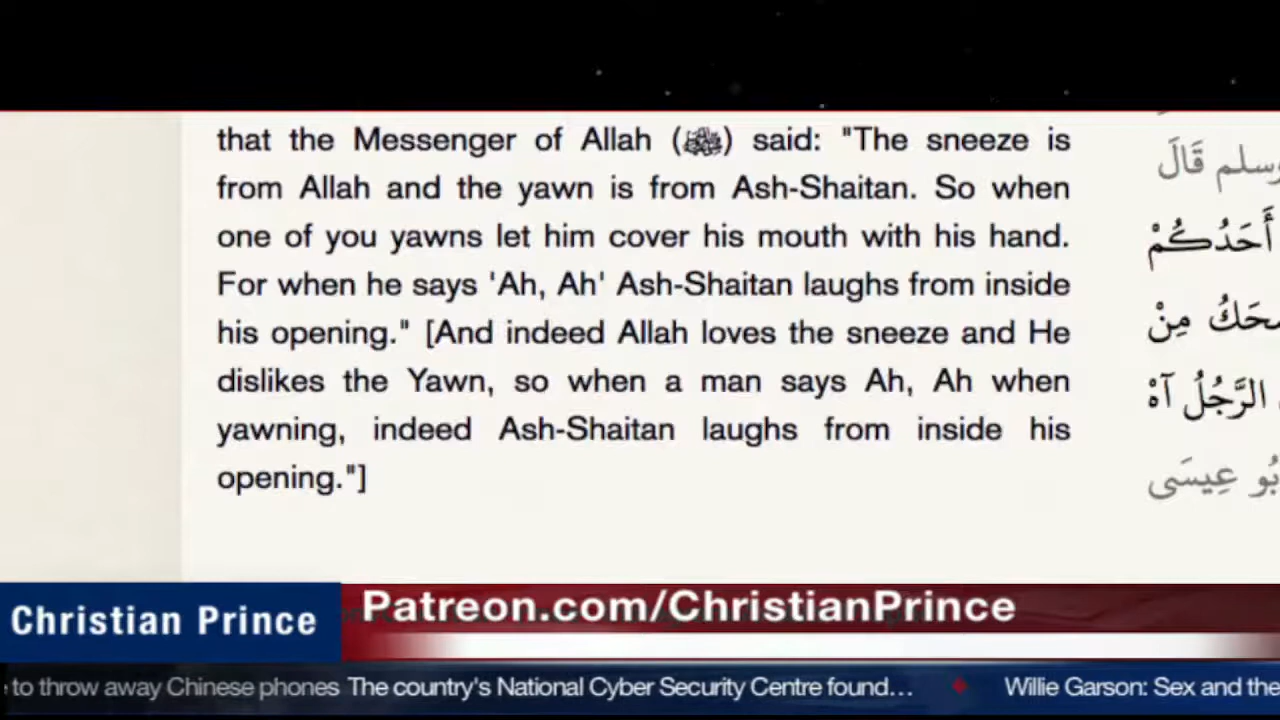 that the Messenger of Allah (ﷺ) said: "The sneeze is
from Allah and the yawn is from Ash-Shaitan. So when
one of you yawns let him cover his mouth with his hand.
For when he says 'Ah, Ah' Ash-Shaitan laughs from inside
his opening." [And indeed Allah loves the sneeze and He
dislikes the Yawn, so when a man says Ah, Ah when
yawning, indeed Ash-Shaitan laughs from inside his
opening."]
وسلم قَالَ
أَحَدُكُمْ
مِنْ
الرَّجُلُ آهْ
عِيسَى
Christian Prince
Patreon.com/ChristianPrince
to throw away Chinese phones The country's National Cyber Security Centre found... Willie Garson: Sex and the